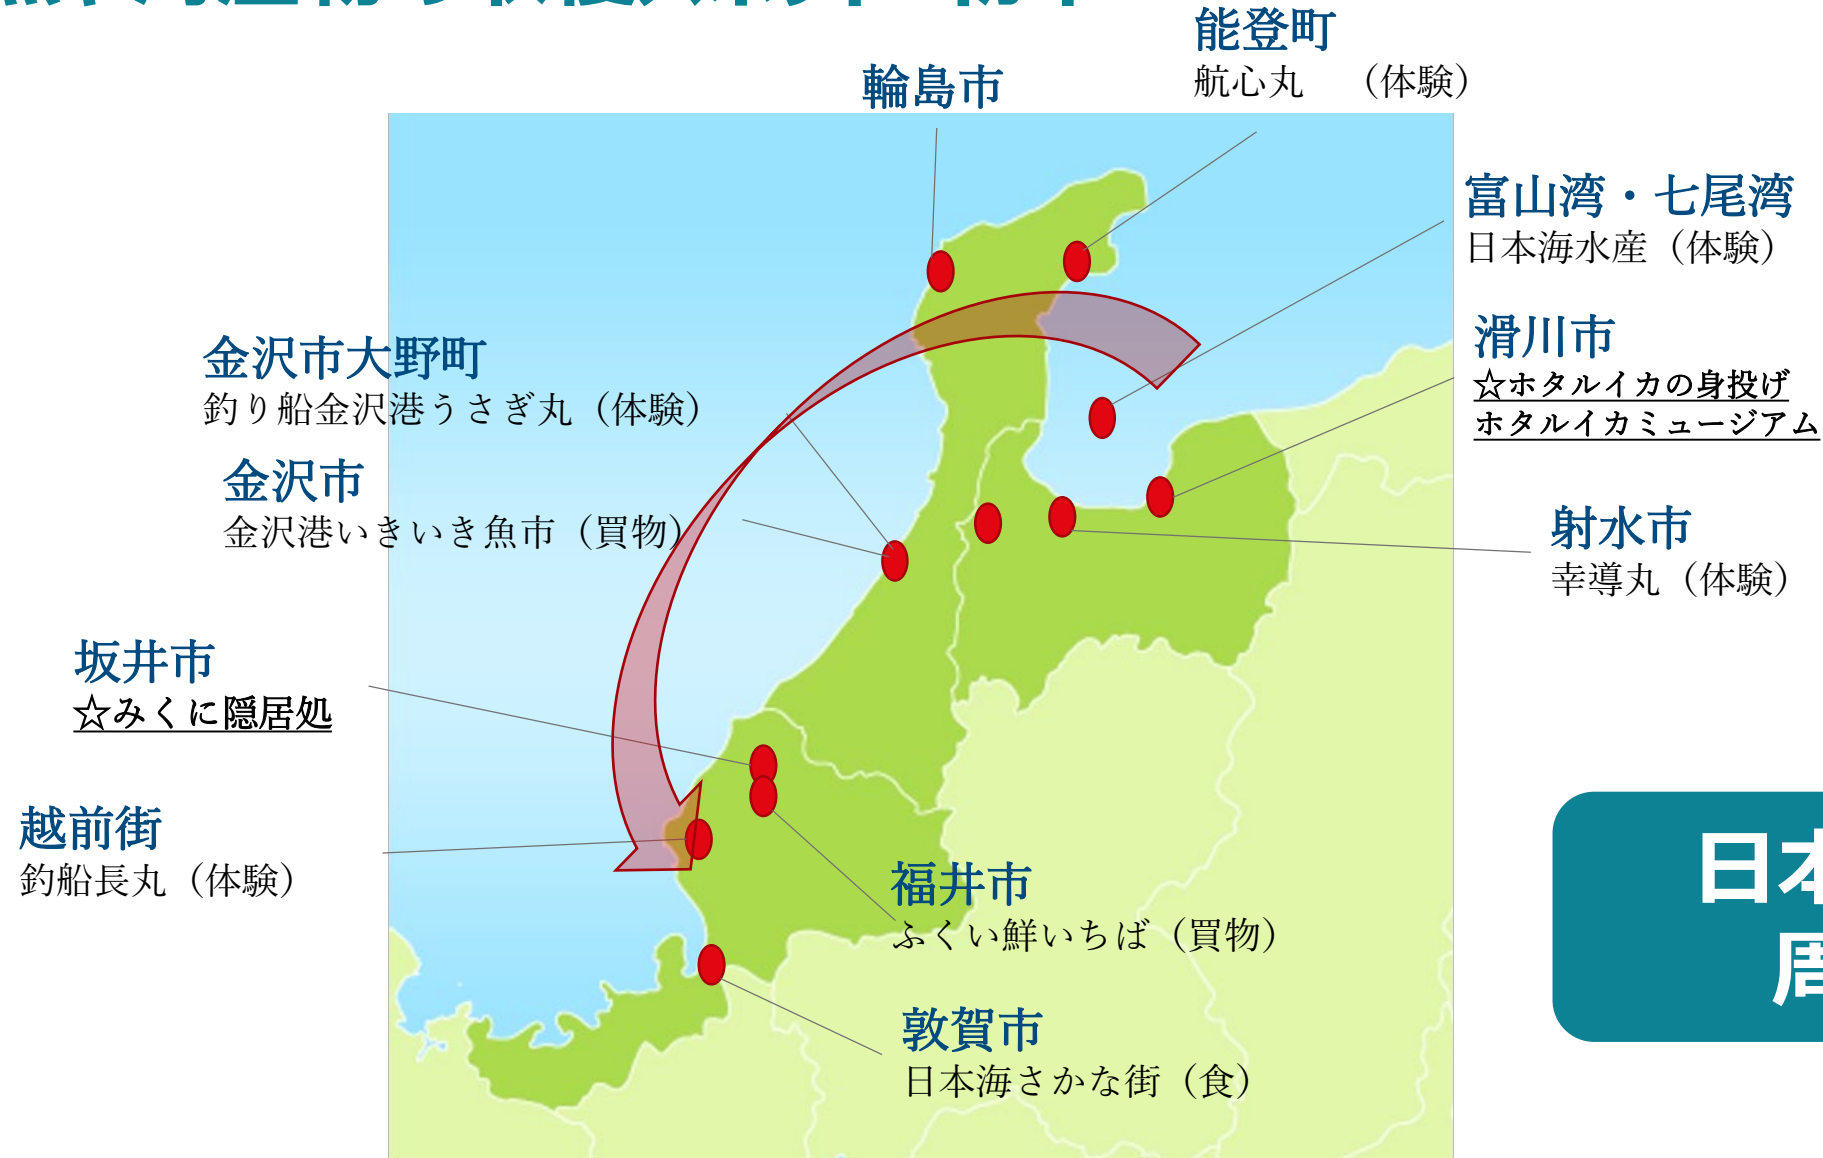 能登町
航心丸 （体験）
輪島市
富山湾・七尾湾
日本海水産（体験）
滑川市
☆ホタルイカの身投げ
ホタルイカミュージアム
金沢市大野町
釣り船金沢港うさぎ丸（体験）
金沢市
金沢港いきいき魚市（買物）
射水市
幸導丸（体験）
坂井市
☆みくに隠居処
越前街
釣船長丸（体験）
福井市
ふくい鮮いちば（買物）
敦賀市
日本海さかな街（食）
日本
周